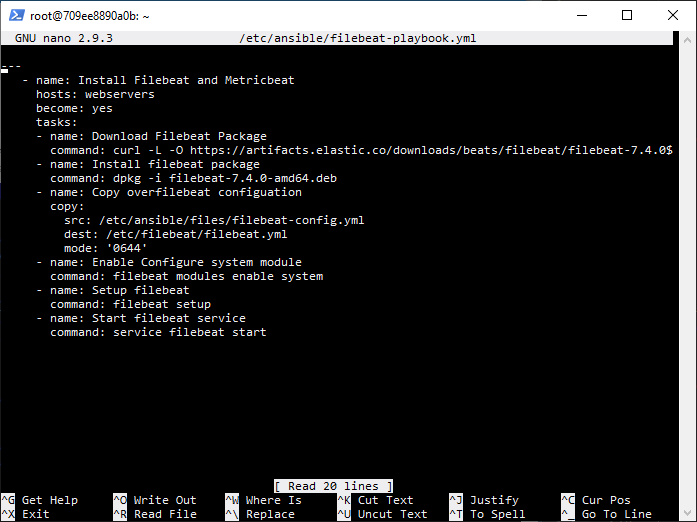 root@709ee8890a0b: ~
GNU nano 2.9.3 /etc/ansible/filebeat-playbook.yml
---
- name: Install Filebeat and Metricbeat
hosts: webservers
become: yes
tasks:
- name: Download Filebeat Package
command: curl -L -O https://artifacts.elastic.co/downloads/beats/filebeat/filebeat-7.4.0$
- name: Install filebeat package
command: dpkg -i filebeat-7.4.0-amd64.deb
- name: Copy overfilebeat configuation
copy:
src: /etc/ansible/files/filebeat-config.yml
dest: /etc/filebeat/filebeat.yml
mode: '0644'
- name: Enable Configure system module
command: filebeat modules enable system
- name: Setup filebeat
command: filebeat setup
- name: Start filebeat service
command: service filebeat start
[ Read 20 lines ]
^G Get Help ^O Write Out ^W Where Is ^K Cut Text ^J Justify ^C Cur Pos
^X Exit ^R Read File ^\ Replace ^U Uncut Text ^T To Spell ^_ Go To Line